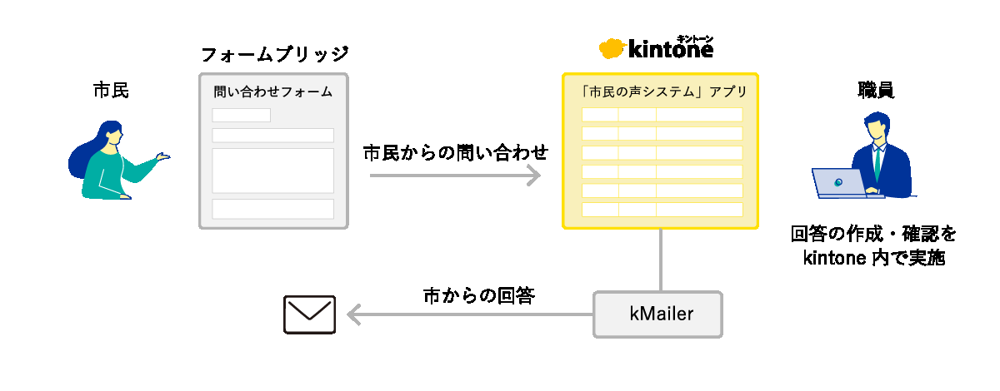 フォームブリッジ
キントーン
kintone
市民
問い合わせフォーム
「市民の声システム」アプリ
職員
市民からの問い合わせ
回答の作成・確認を
kintone 内で実施
市からの回答
kMailer